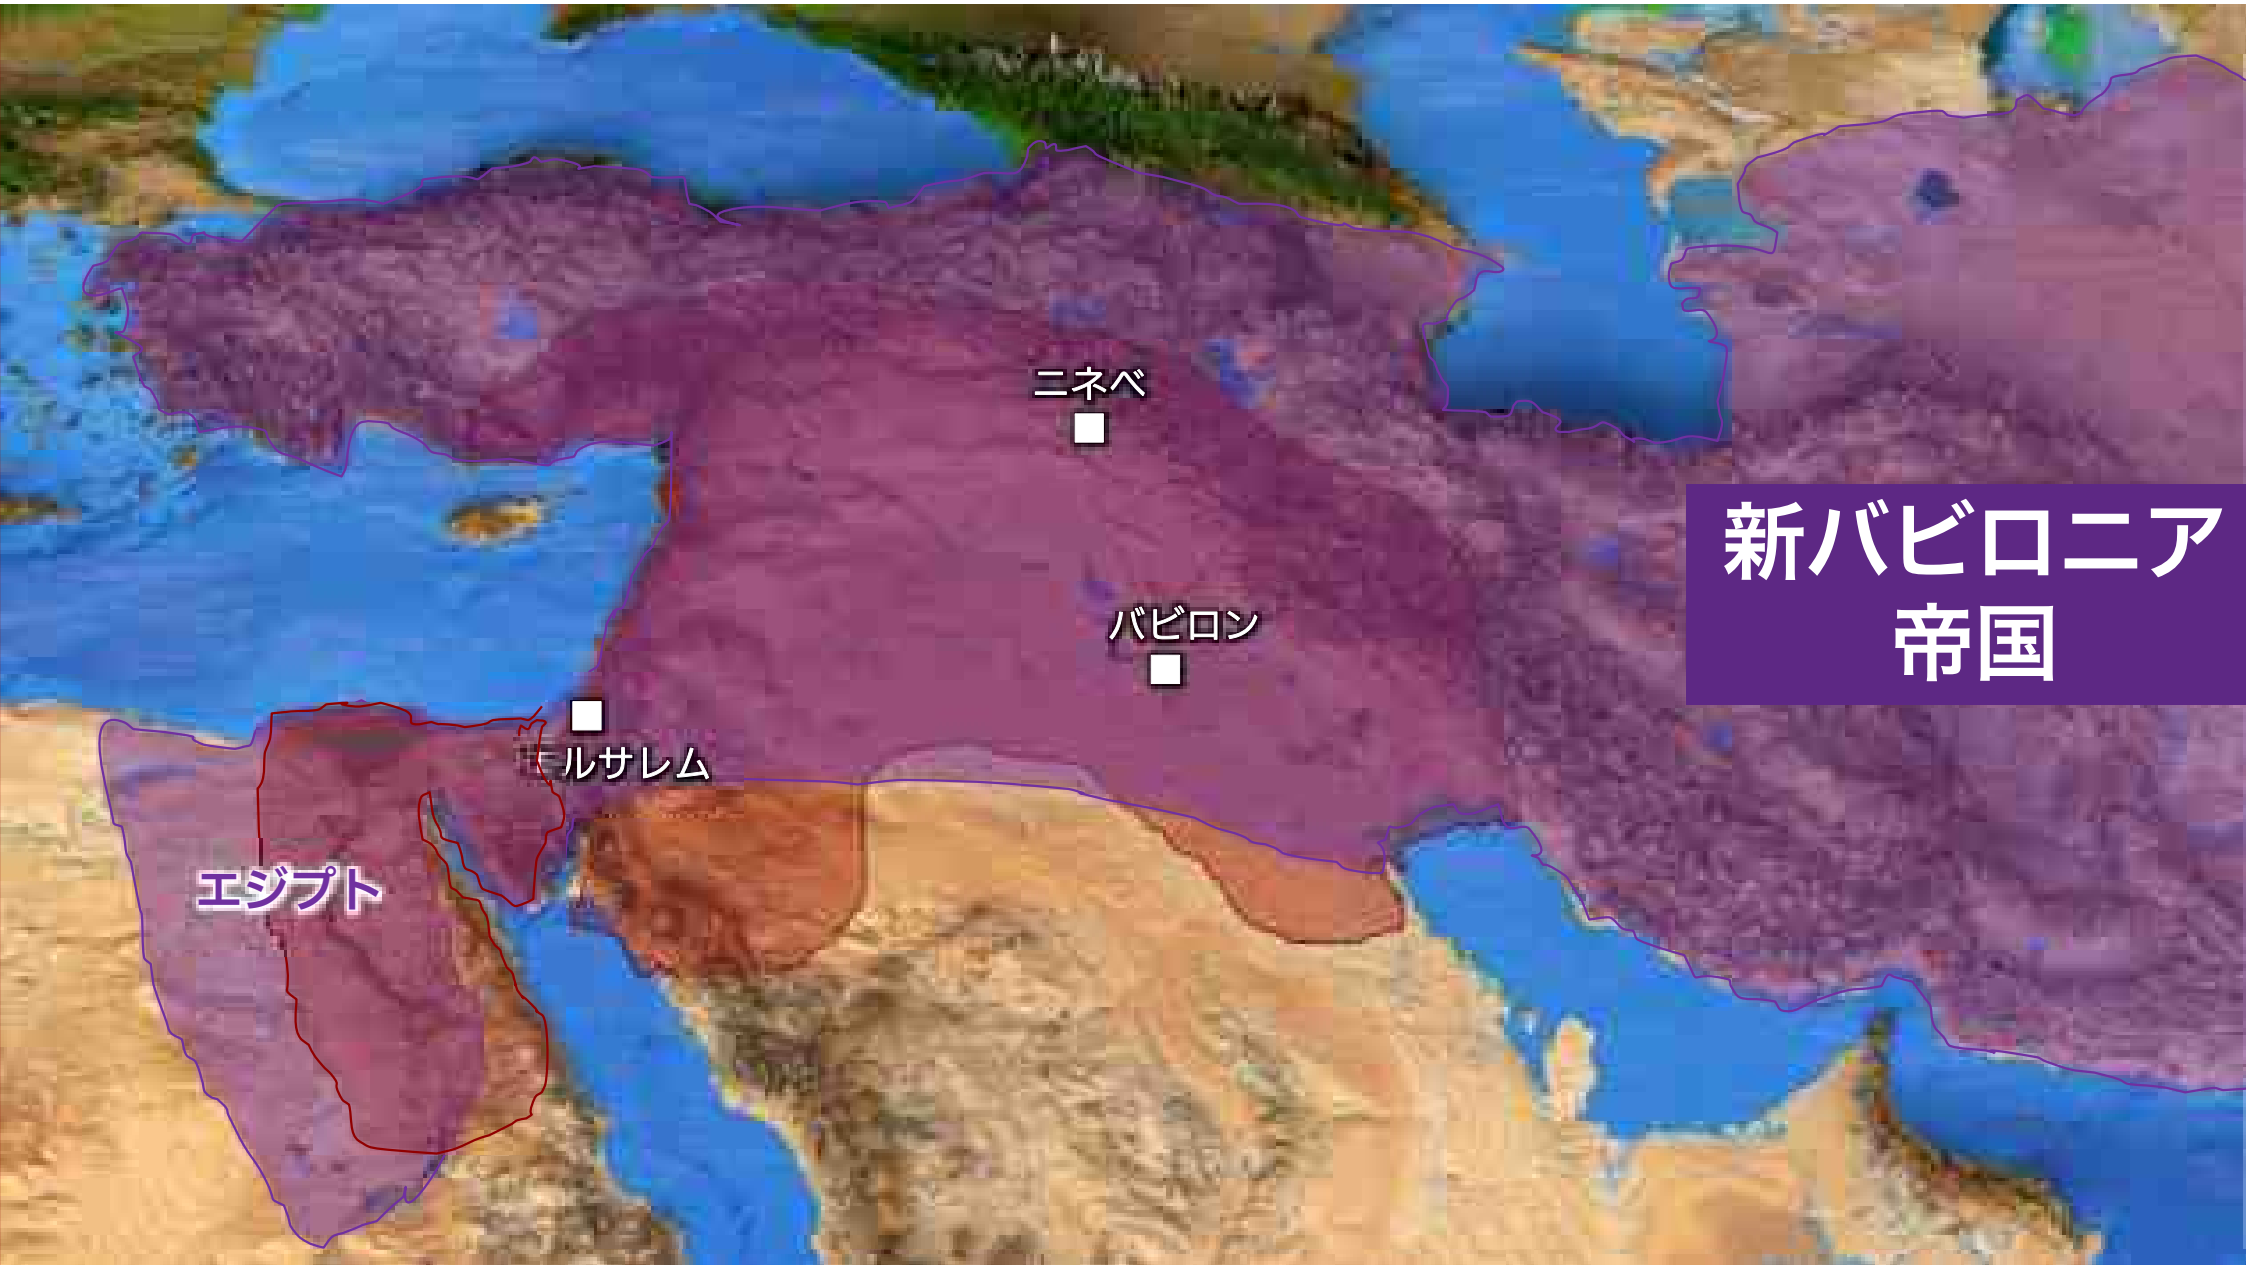 ニネベ
新バビロニア
帝国
バビロン
ルサレム
エジプト